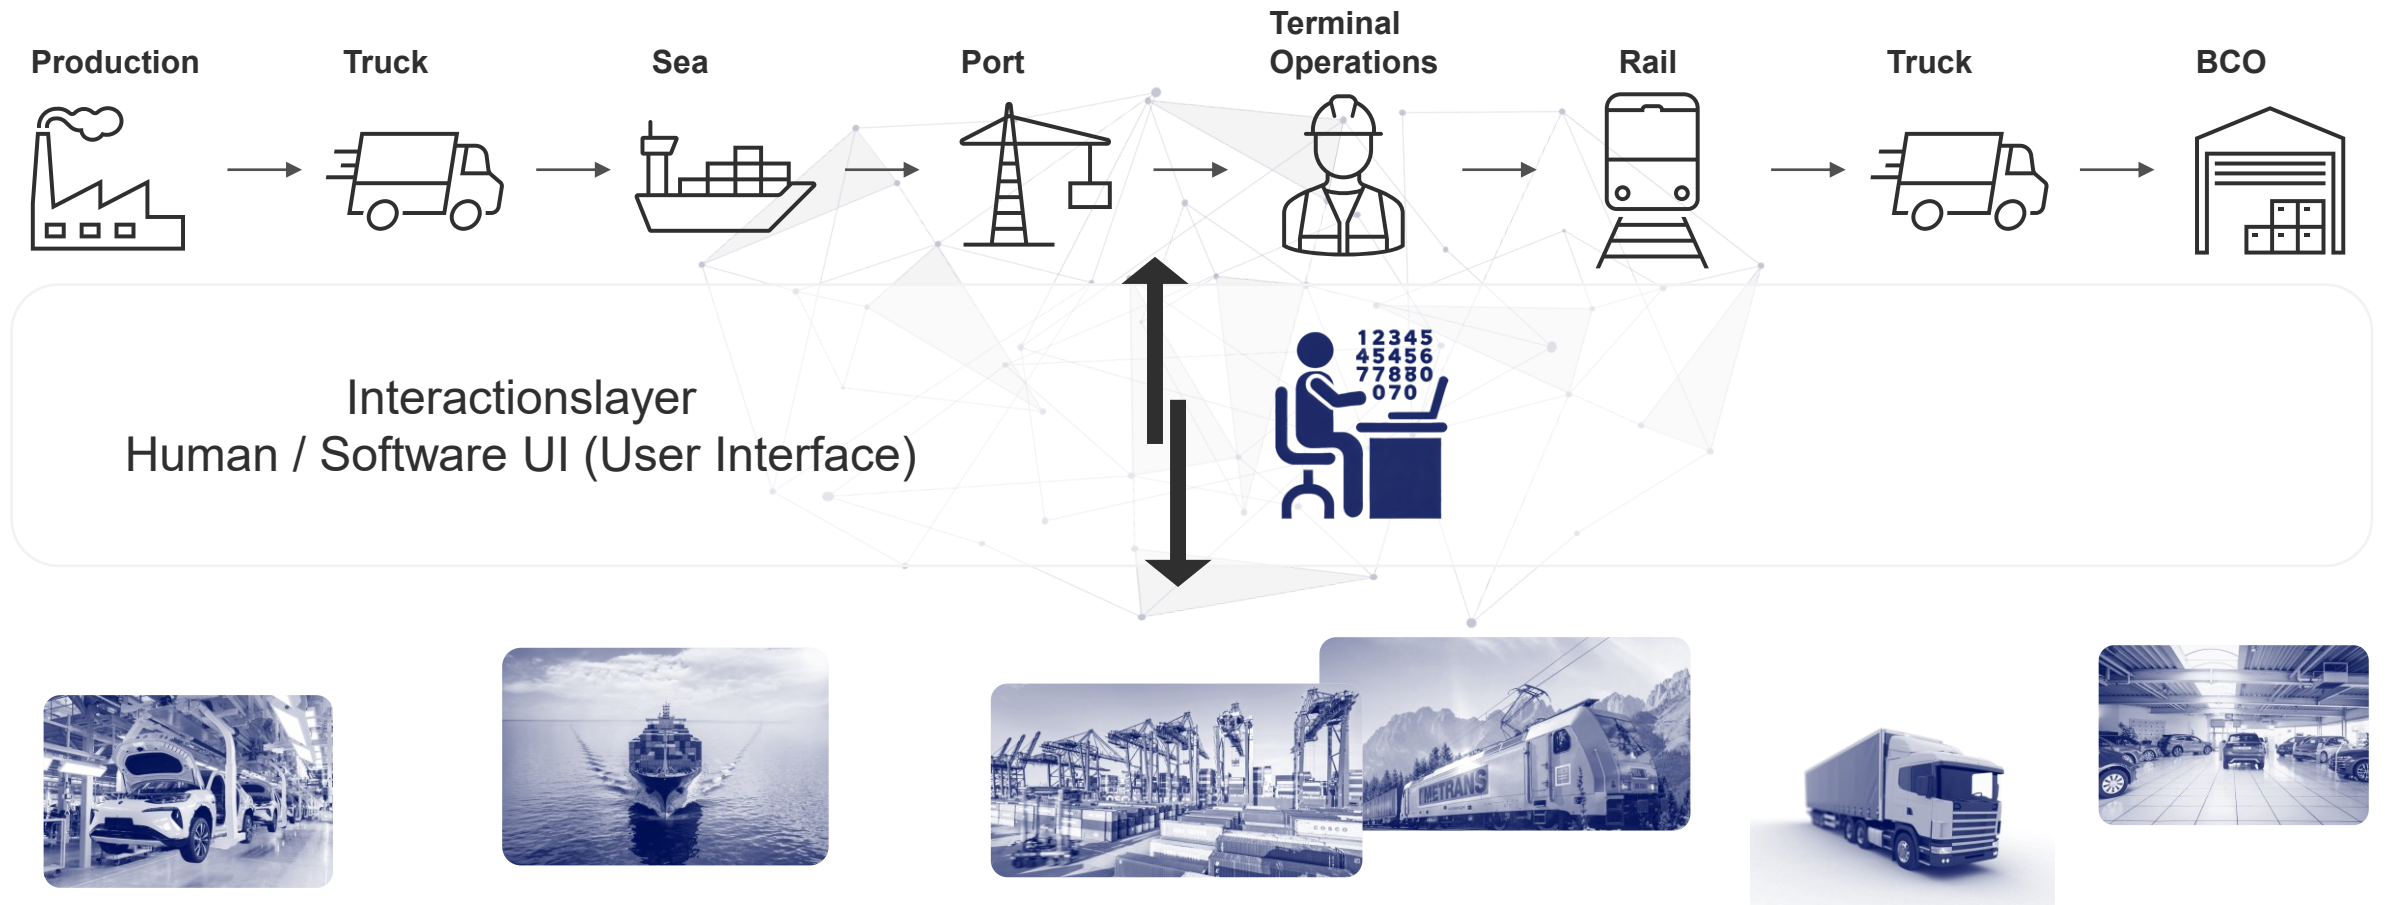 Production
Truck
Sea
Port
Terminal
Operations
Rail
Truck
BCO
Interactionslayer
Human / Software UI (User Interface)
12345
45456
77880
070
METRANS